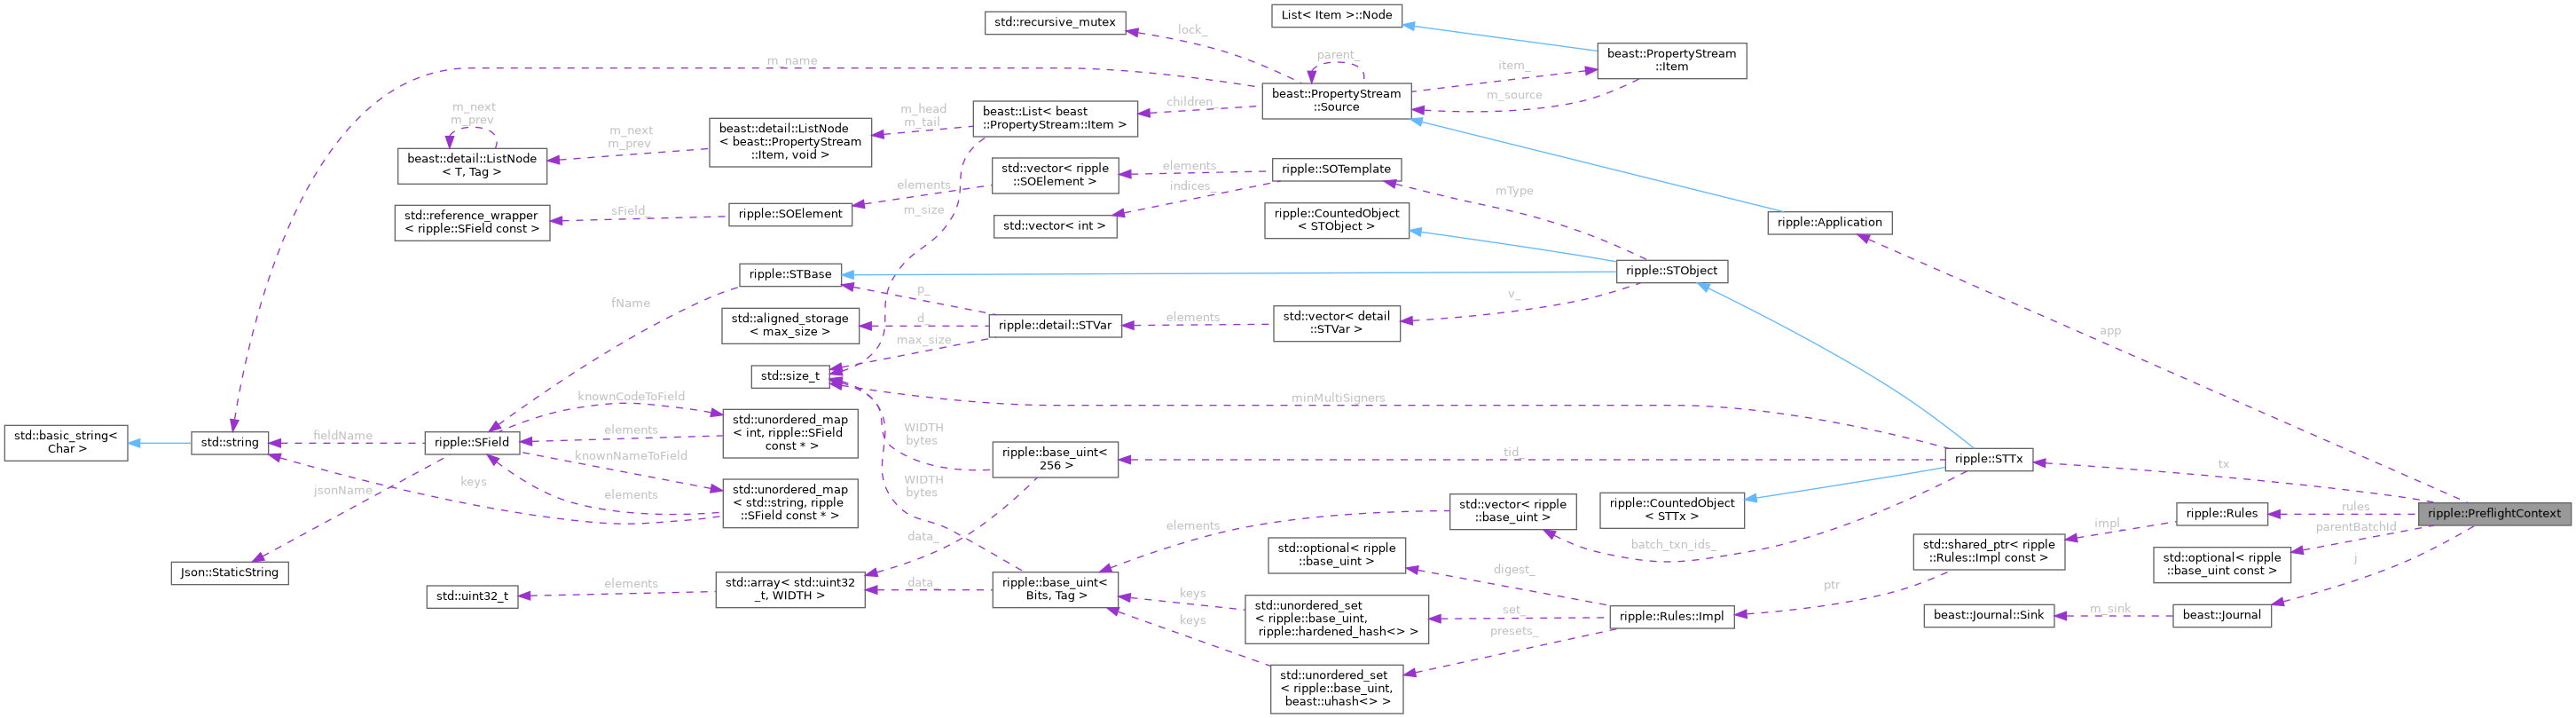 std::recursive_mutex
List< Item >::Node
lock_
parent_
beast::PropertyStream
::Item
item_
m_source
m_name
beast::PropertyStream
::Source
children_
beast::List< beast
::PropertyStream::Item >
m_head
m_tail
beast::detail::ListNode
< beast::PropertyStream
::Item, void >
m_next
m_prev
m_next
m_prev
beast::detail::ListNode
< T, Tag >
std::vector< ripple
::SOElement >
elements
ripple::SOTemplate
indices_
std::vector< int >
elements
m_size
ripple::SOElement
sField_
std::reference_wrapper
< ripple::SField const >
mType
ripple::CountedObject
< STObject >
ripple::Application
ripple::STBase
ripple::STObject
fName
p_
d_
max_size
std::aligned_storage
< max_size >
ripple::detail::STVar
elements
std::vector< detail
::STVar >
v_
app
std::size_t
minMultiSigners
knownCodeToField
std::unordered_map
< int, ripple::SField
const * >
elements
knownNameToField
std::basic_string<
Char >
std::string
fieldName
ripple::SField
keys
elements
jsonName
std::unordered_map
< std::string, ripple
::SField const * >
WIDTH
bytes
WIDTH
bytes
ripple::base_uint<
256 >
tid_
ripple::STTx
tx
ripple::CountedObject
< STTx >
std::vector< ripple
::base_uint >
elements
batch_txn_ids_
data_
ripple::Rules
rules
ripple::PreflightContext
parentBatchId
impl_
std::shared_ptr< ripple
::Rules::Impl const >
std::optional< ripple
::base_uint const >
j
std::optional< ripple
::base_uint >
digest_
ptr
Json::StaticString
std::uint32_t
elements
std::array< std::uint32
_t, WIDTH >
data_
ripple::base_uint<
Bits, Tag >
keys
keys
std::unordered_set
< ripple::base_uint,
ripple::hardened_hash<> >
set_
presets_
ripple::Rules::Impl
beast::Journal::Sink
m_sink
beast::Journal
std::unordered_set
< ripple::base_uint,
beast::uhash<> >